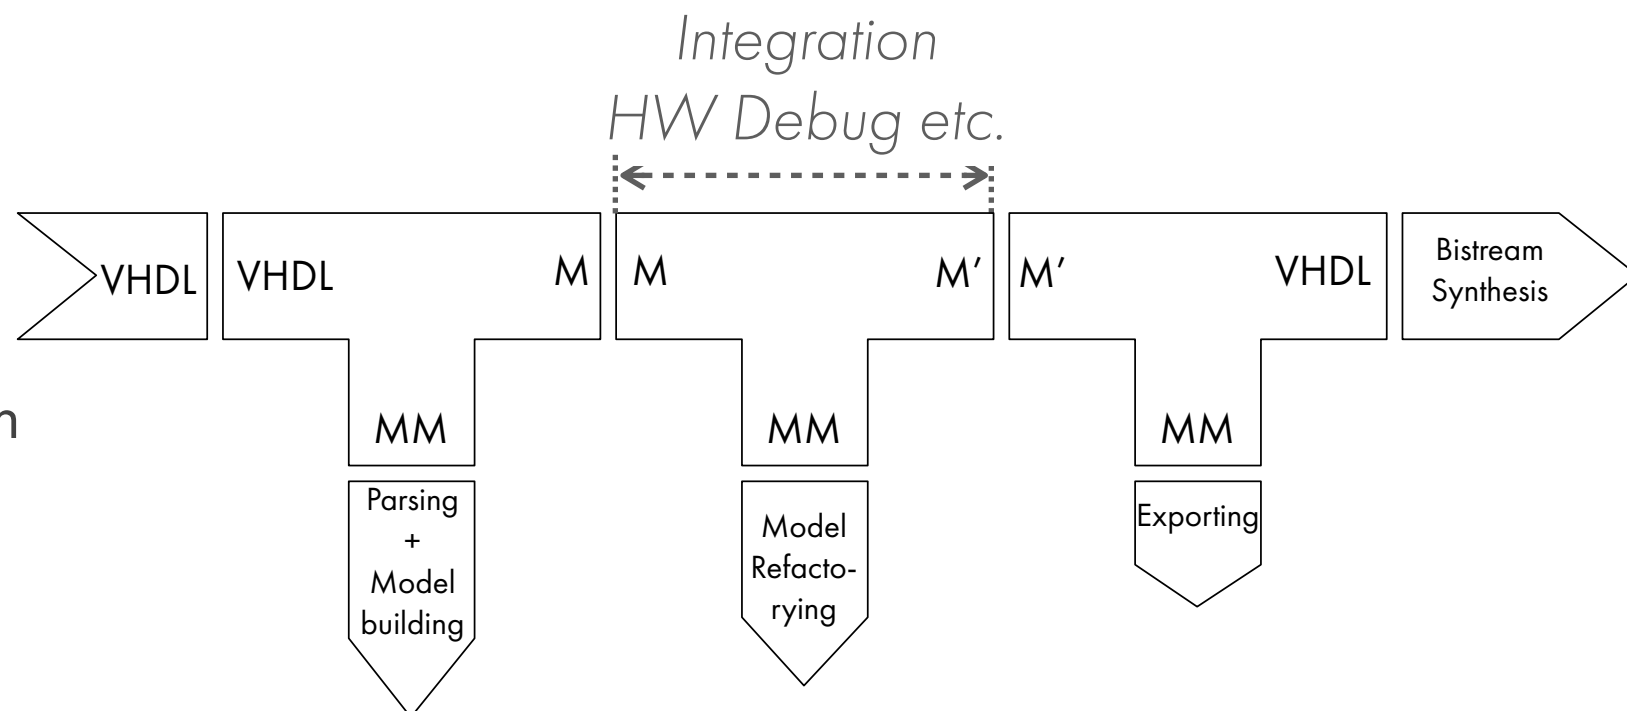 Integration
HW Debug etc.
VHDL
VHDL
M
M
M'
M'
VHDL
Bistream
Synthesis
n
MM
MM
MM
Parsing
+
Model
building
Model
Refacto-
rying
Exporting